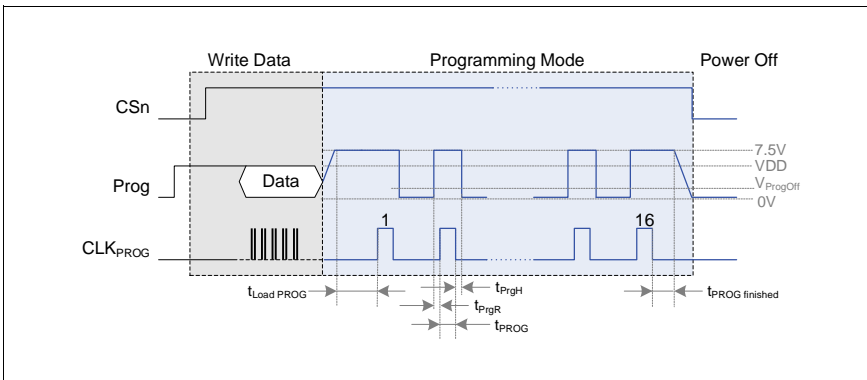 Write Data Programming Mode Power Off
CSn
7.5V
VDD
Prog Data
VProgOff
0V
1 16
CLKPROG
tLoad PROG tPrgH tPROG finished
tPrgR
tPROG